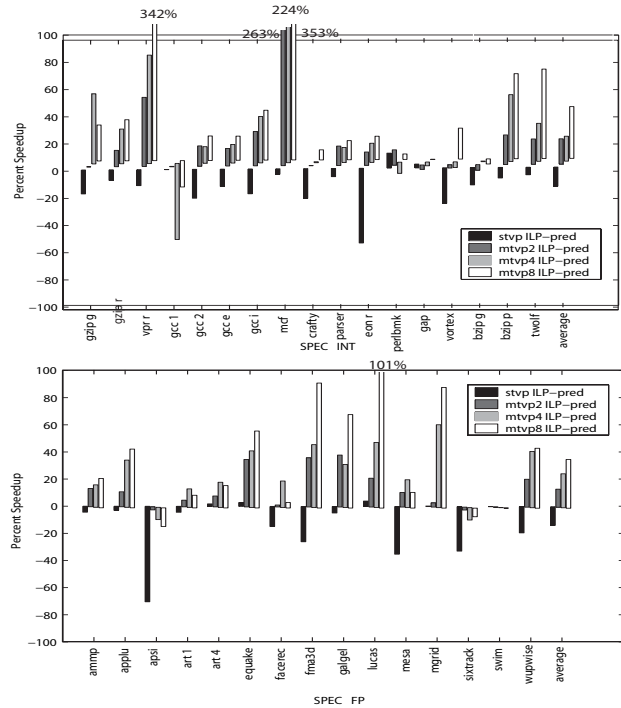 342%
224%
263%
353%
100
80
60
40
20
0
−20
−40
−60
−80
−100
Percent Speedup
stvp ILP−pred
mtvp2 ILP−pred
mtvp4 ILP−pred
mtvp8 ILP−pred
gzip g
vpr r
gcc 1
gcc 2
gcc e
gcc i
mcf
crafty
parser
eon r
perlbmk
gap
vortex
bzip g
bzip p
twolf
average
SPEC INT
101%
100
80
60
40
20
0
−20
−40
−60
−80
−100
Percent Speedup
stvp ILP−pred
mtvp2 ILP−pred
mtvp4 ILP−pred
mtvp8 ILP−pred
ammp
applu
apsi
art 1
art 4
equake
facerec
fma3d
galgel
lucas
mesa
mgrid
sixtrack
swim
wupwise
average
SPEC FP